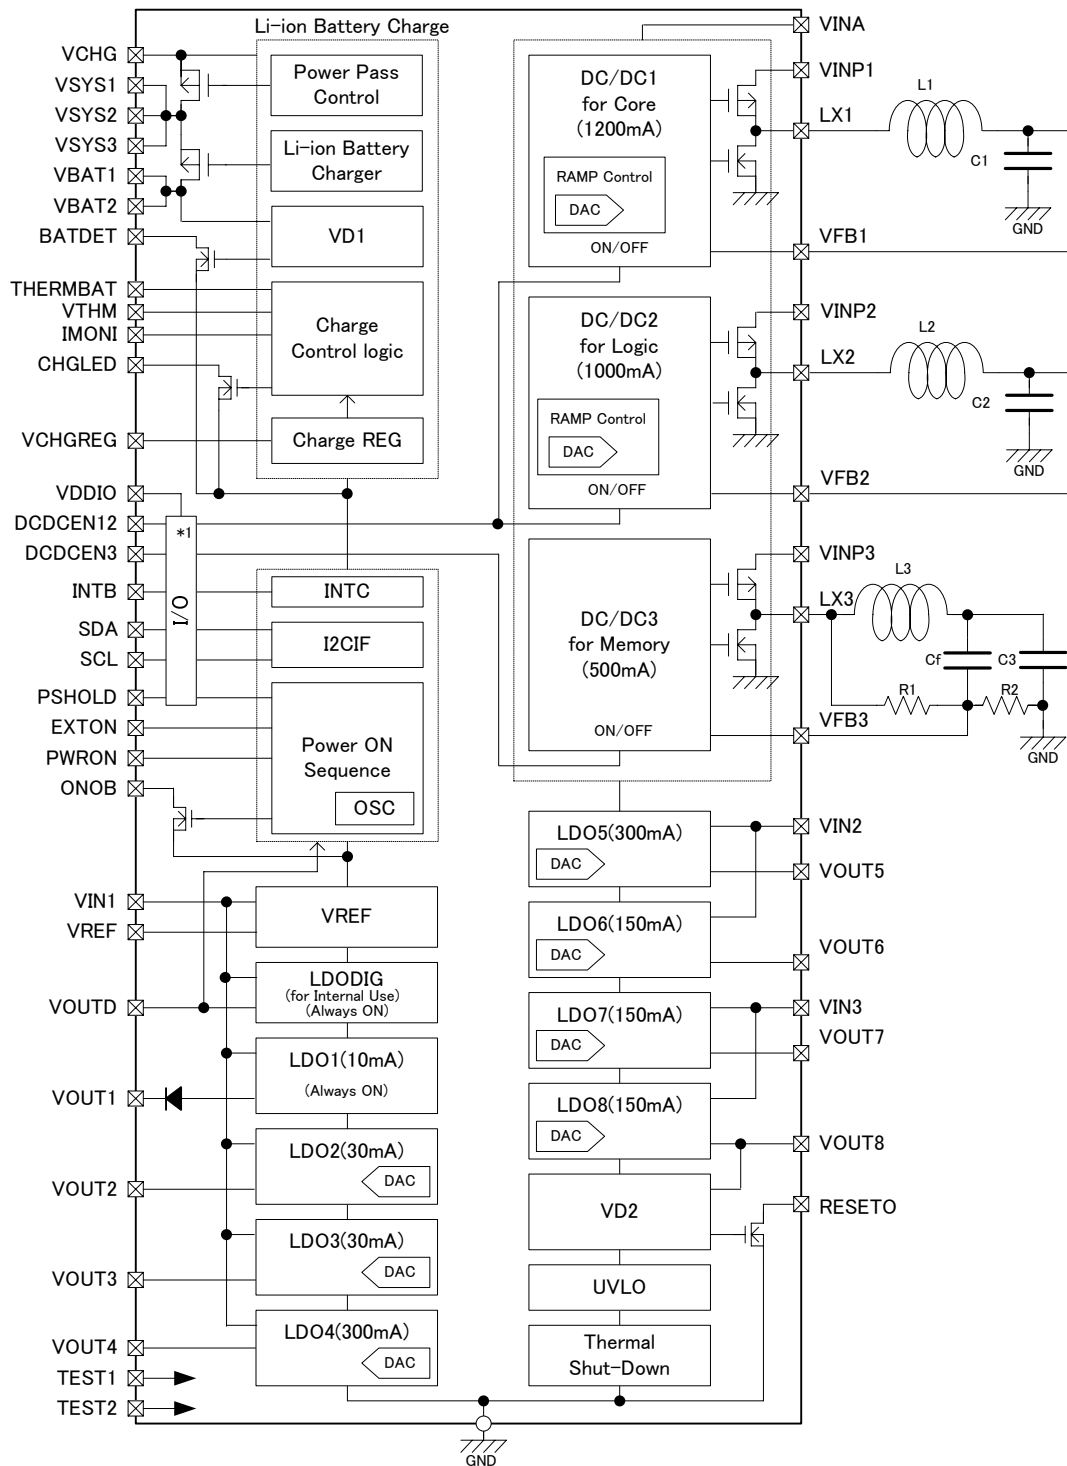 Li-ion Battery Charge
VCHG
VSYS1
VSYS2
VSYS3
VBAT1
VBAT2
BATDET
THERMBAT
VTHM
IMONI
CHGLED
VCHGREG
VDDIO
DCDCEN12
DCDCEN3
INTB
SDA
SCL
PSHOLD
EXTON
PWRON
ONOB
VIN1
VREF
VOUTD
VOUT1
VOUT2
VOUT3
VOUT4
TEST1
TEST2
*1
I/O
Power Pass
Control
Li-ion Battery
Charger
VD1
Charge
Control logic
Charge REG
INTC
I2CIF
Power ON
Sequence
OSC
VREF
LDODIG
(for Internal Use)
(Always ON)
LDO1(10mA)
(Always ON)
LDO2(30mA)
DAC
LDO3(30mA)
DAC
LDO4(300mA)
DAC
GND
DC/DC1
for Core
(1200mA)
RAMP Control
DAC
ON/OFF
DC/DC2
for Logic
(1000mA)
RAMP Control
DAC
ON/OFF
DC/DC3
for Memory
(500mA)
ON/OFF
LDO5(300mA)
DAC
LDO6(150mA)
DAC
LDO7(150mA)
DAC
LDO8(150mA)
DAC
VD2
UVLO
Thermal
Shut-Down
VINA
VINP1
LX1
VFB1
VINP2
LX2
VFB2
VINP3
LX3
VFB3
VIN2
VOUT5
VOUT6
VIN3
VOUT7
VOUT8
RESETO
L1
C1
GND
L2
C2
GND
L3
Cf
C3
R1
R2
GND